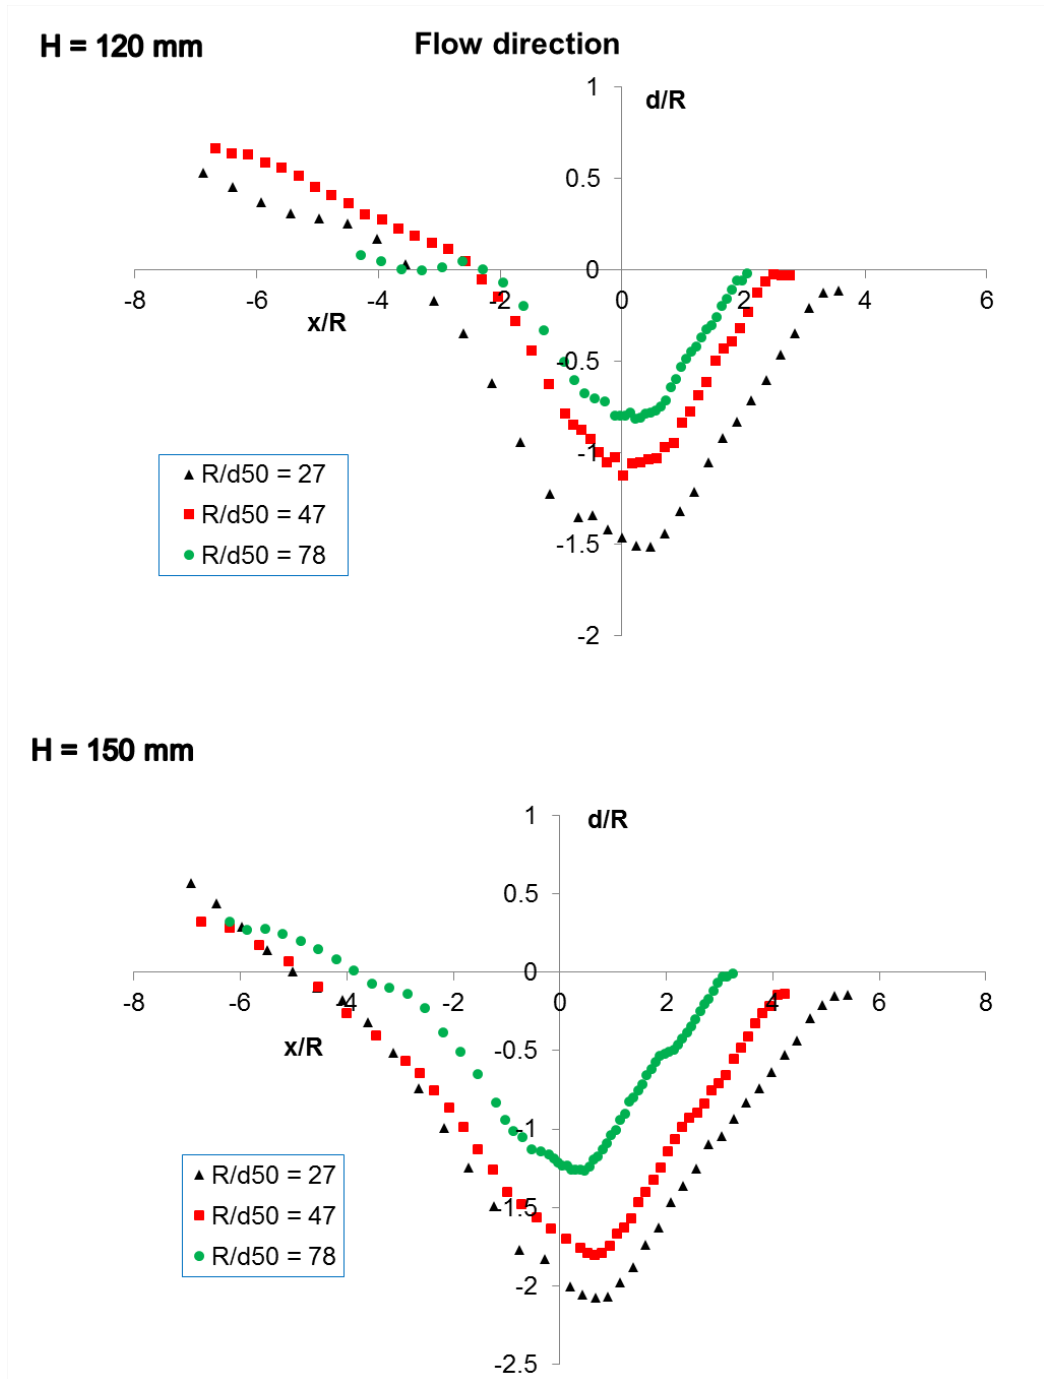 H = 120 mm
Flow direction
1
d/R
0.5
0
-8
-6
-4
-2
0
2
4
6
x/R
-0.5
-1
-1.5
-2
▲ R/d50 = 27
■ R/d50 = 47
● R/d50 = 78
H = 150 mm
1
d/R
0.5
0
-8
-6
-4
-2
0
2
4
6
8
x/R
-0.5
-1
-1.5
-2
-2.5
▲ R/d50 = 27
■ R/d50 = 47
● R/d50 = 78